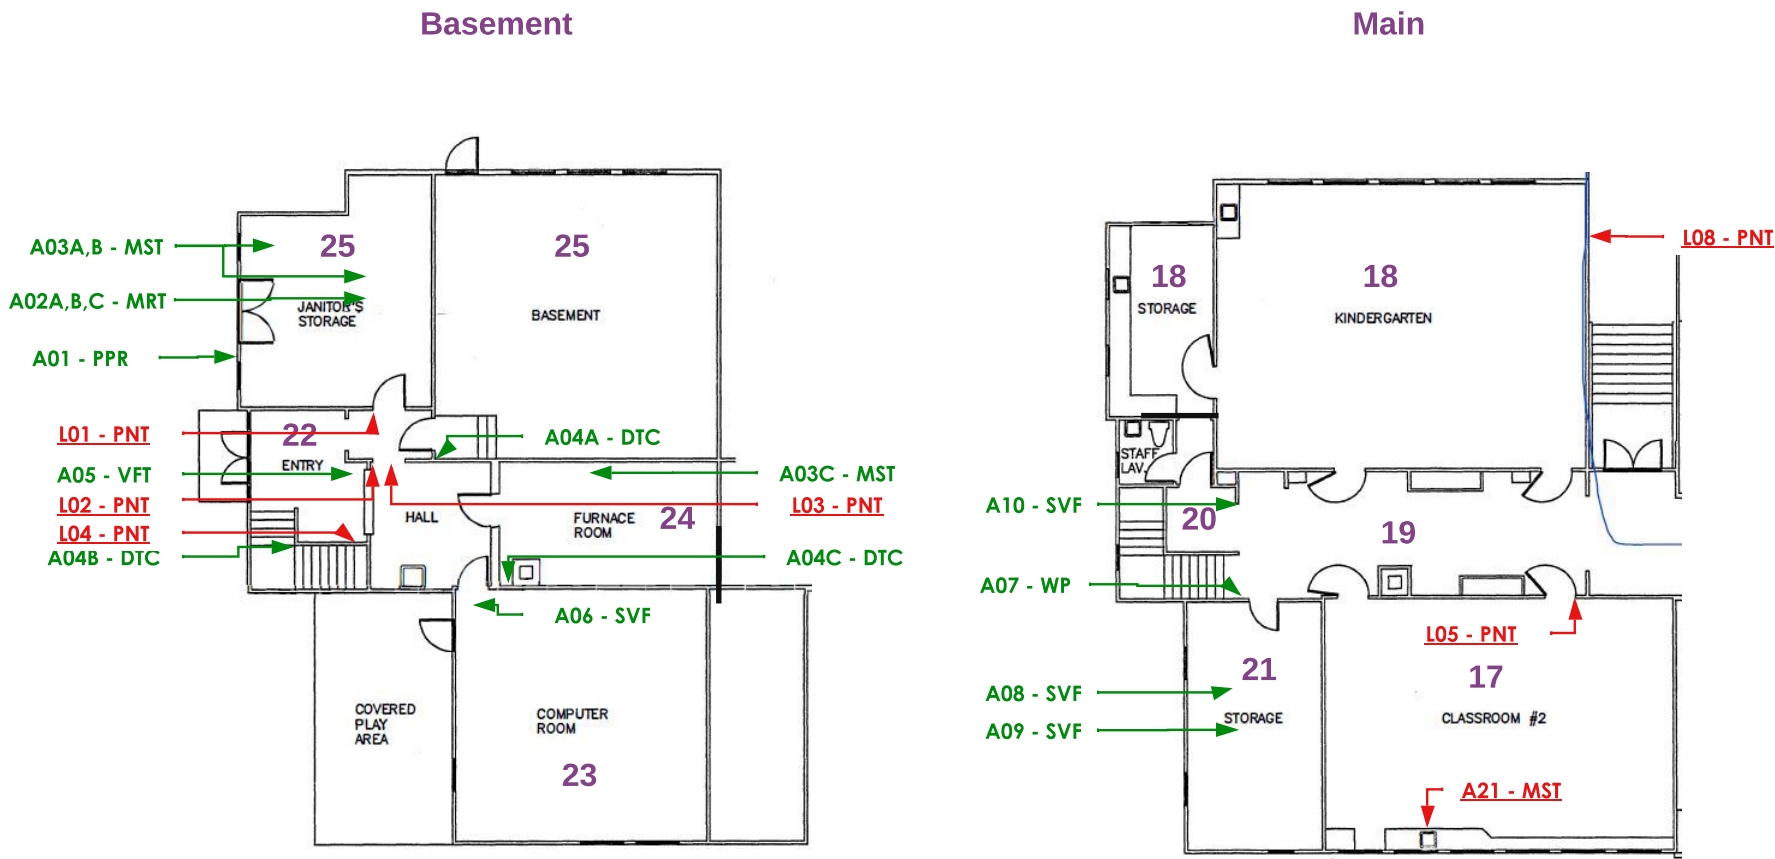 Basement
Main
A03A,B - MST
25
25
A02A,B,C - MRT
JANITOR'S
STORAGE
BASEMENT
A01 - PPR
L01 - PNT
22
A04A - DTC
A05 - VFT
ENTRY
A03C - MST
L02 - PNT
L03 - PNT
HALL
FURNACE
ROOM
24
L04 - PNT
A04B - DTC
A04C - DTC
A06 - SVF
COVERED
PLAY
AREA
COMPUTER
ROOM
23
L08 - PNT
18
18
STORAGE
KINDERGARTEN
STAFF
LAV.
A10 - SVF
20
19
A07 - WP
L05 - PNT
21
17
A08 - SVF
STORAGE
CLASSROOM #2
A09 - SVF
A21 - MST